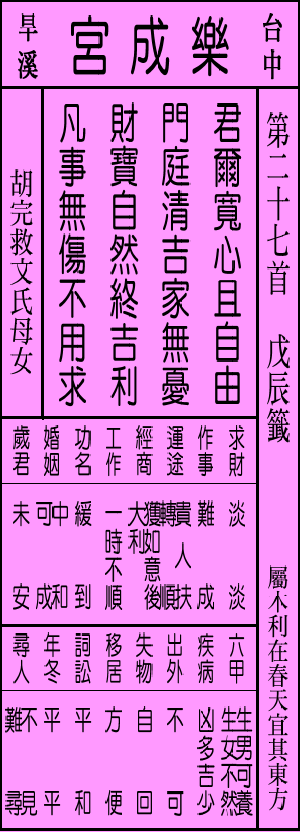 台中
樂成宮
旱溪
第二十七首 戊辰籤
屬木利在春天宜其東方
君爾寬心且自由
門庭清吉家無憂
財寶自然終吉利
凡事無傷不用求
胡完救文氏母女
求財 淡淡
作事 難成
運途 貴人扶轉順
經商 獲如意後大利
工作 一時不順
功名 緩到
婚姻 中和可成
歲君 未安
六甲 生男可養生女不然
疾病 凶多吉少
出外 不可
失物 自回
移居 方便
詞訟 平和
年冬 平平
尋人 不見難尋